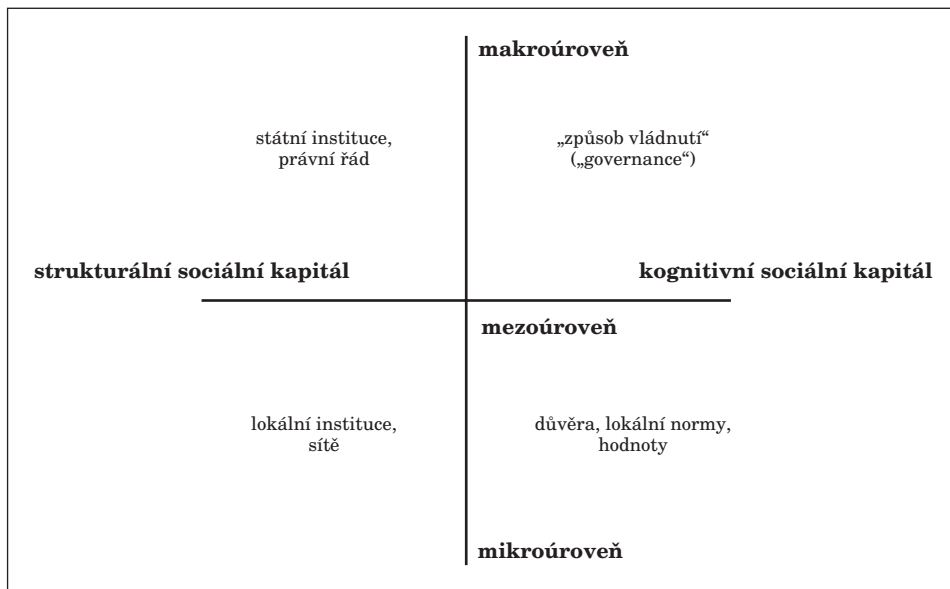 makroúroveň
státní instituce,
právní řád
„způsob vládnutí“
(„governance“)
strukturální sociální kapitál
kognitivní sociální kapitál
mezoúroveň
lokální instituce,
sítě
důvěra, lokální normy,
hodnoty
mikroúroveň